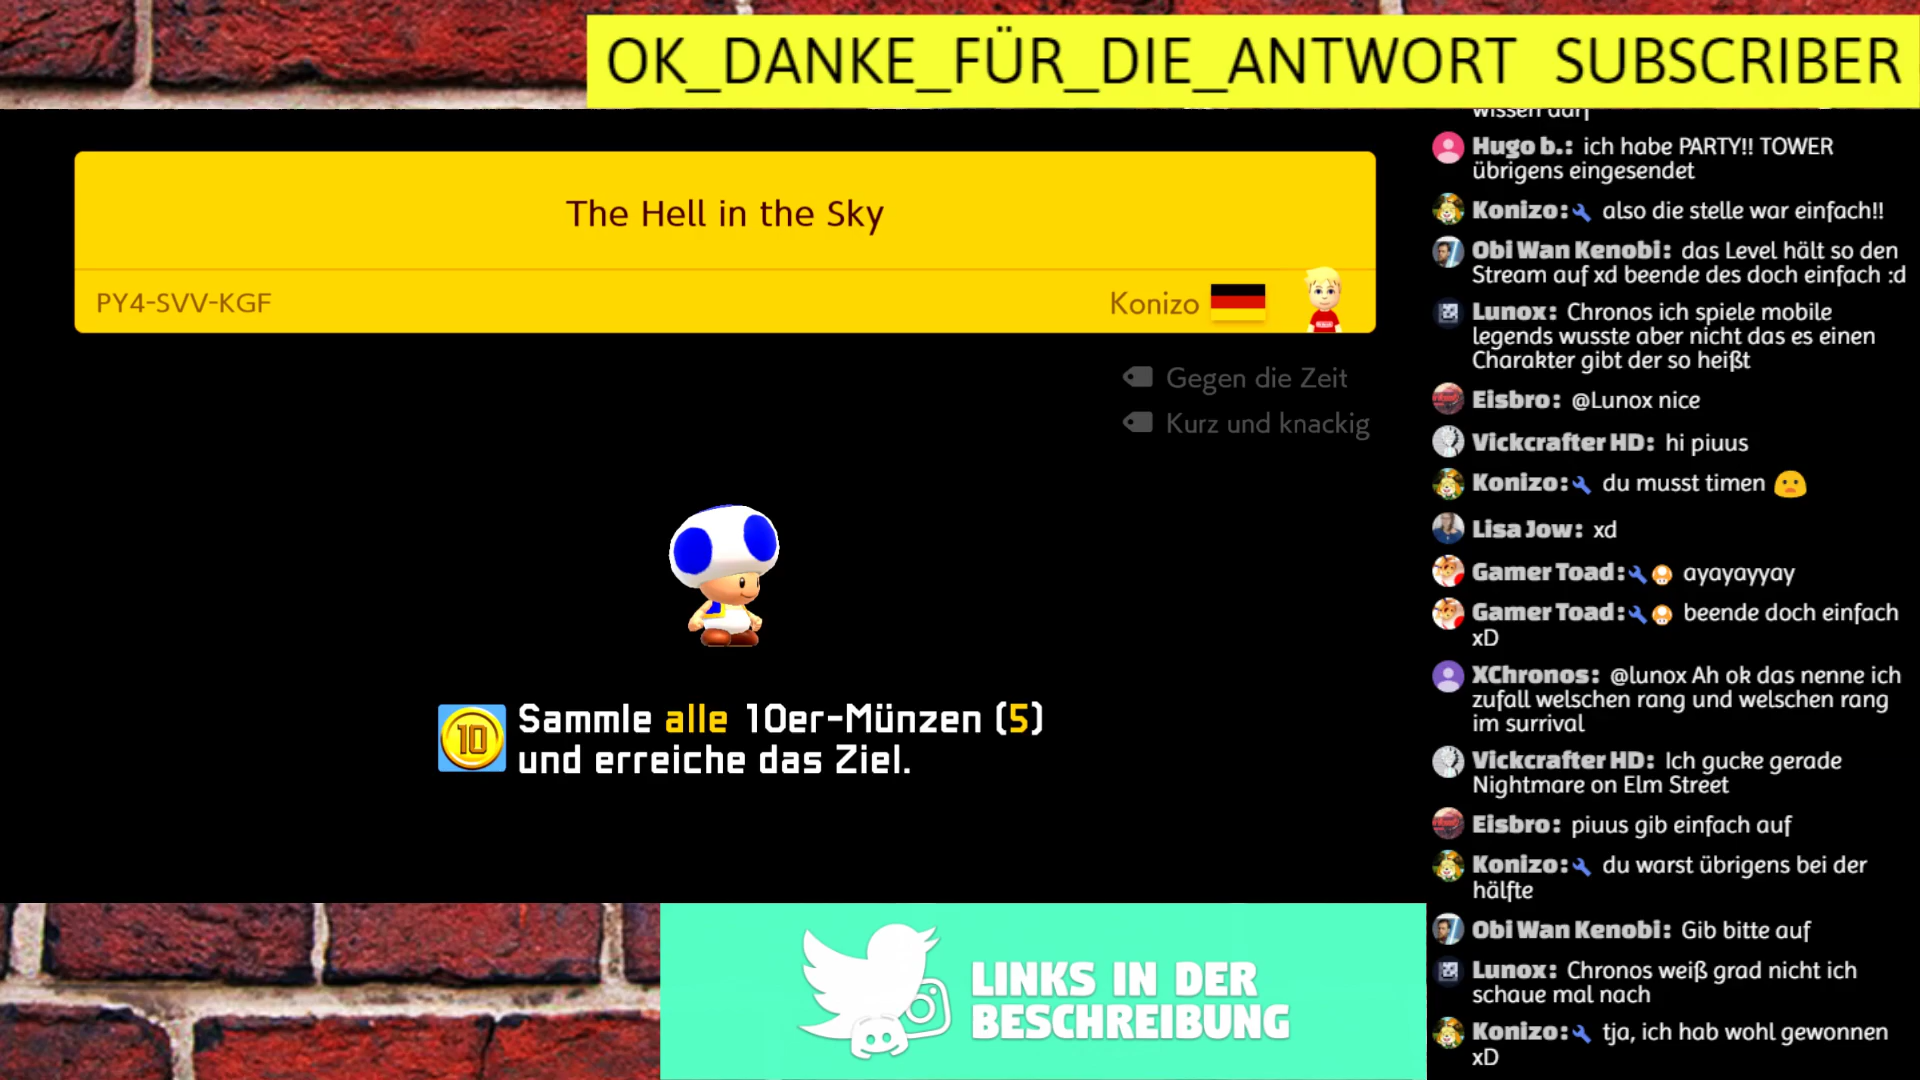 OK_DANKE_FÜR_DIE_ANTWORT SUBSCRIBER
The Hell in the Sky
PY4-SVV-KGF
Konizo
Gegen die Zeit
Kurz und knackig
10
Sammle alle 10er-Münzen (5)
und erreiche das Ziel.
LINKS IN DER
BESCHREIBUNG
wissen darf
Hugo b.: ich habe PARTY!! TOWER
übrigens eingesendet
Konizo: also die stelle war einfach!!
Obi Wan Kenobi: das Level hält so den
Stream auf xd beende des doch einfach :d
Lunox: Chronos ich spiele mobile
legends wusste aber nicht das es einen
Charakter gibt der so heißt
Eisbro: @Lunox nice
Vickcrafter HD: hi piuus
Konizo: du musst timen
Lisa Jow: xd
Gamer Toad: ayayayyay
Gamer Toad: beende doch einfach
xD
XChronos: @lunox Ah ok das nenne ich
zufall welschen rang und welschen rang
im surrival
Vickcrafter HD: Ich gucke gerade
Nightmare on Elm Street
Eisbro: piuus gib einfach auf
Konizo: du warst übrigens bei der
hälfte
Obi Wan Kenobi: Gib bitte auf
Lunox: Chronos weiß grad nicht ich
schaue mal nach
Konizo: tja, ich hab wohl gewonnen
xD